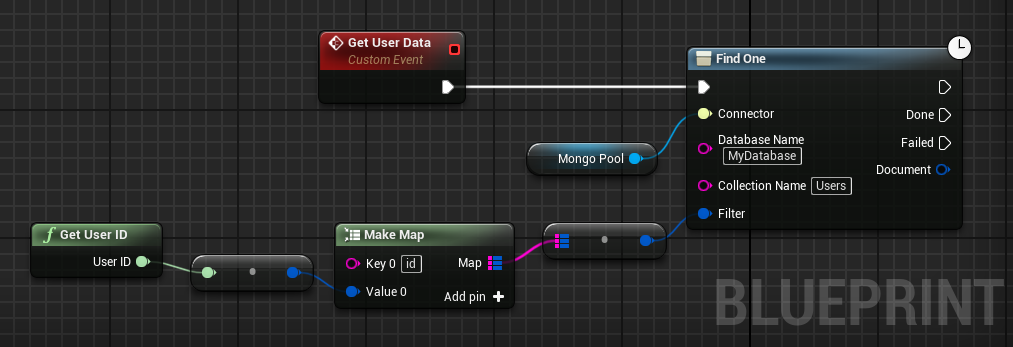 Get User Data
Custom Event
Find One
Connector
Done
Database Name
MyDatabase
Failed
Mongo Pool
Document
Collection Name Users
Filter
Get User ID
User ID
Make Map
Key 0 id
Map
Value 0
Add pin
BLUEPRINT